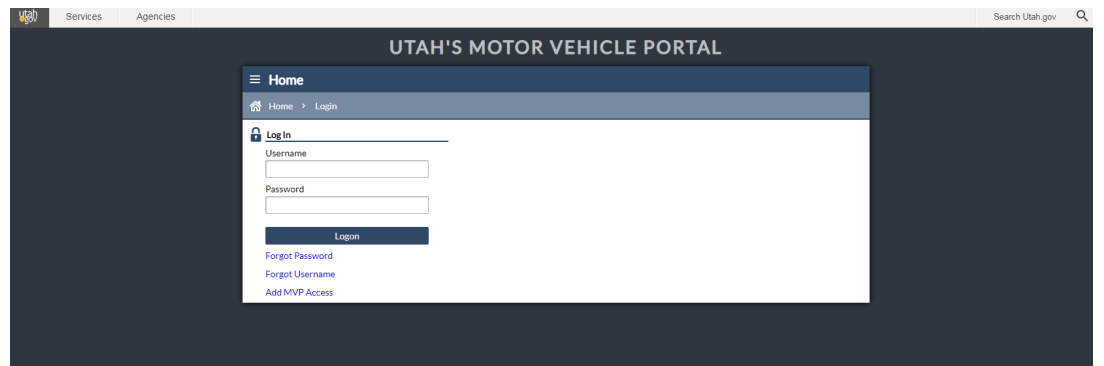 utah gov Services Agencies Search Utah.gov
UTAH'S MOTOR VEHICLE PORTAL
Home
Home > Login
Log In
Username
Password
Logon
Forgot Password
Forgot Username
Add MVP Access